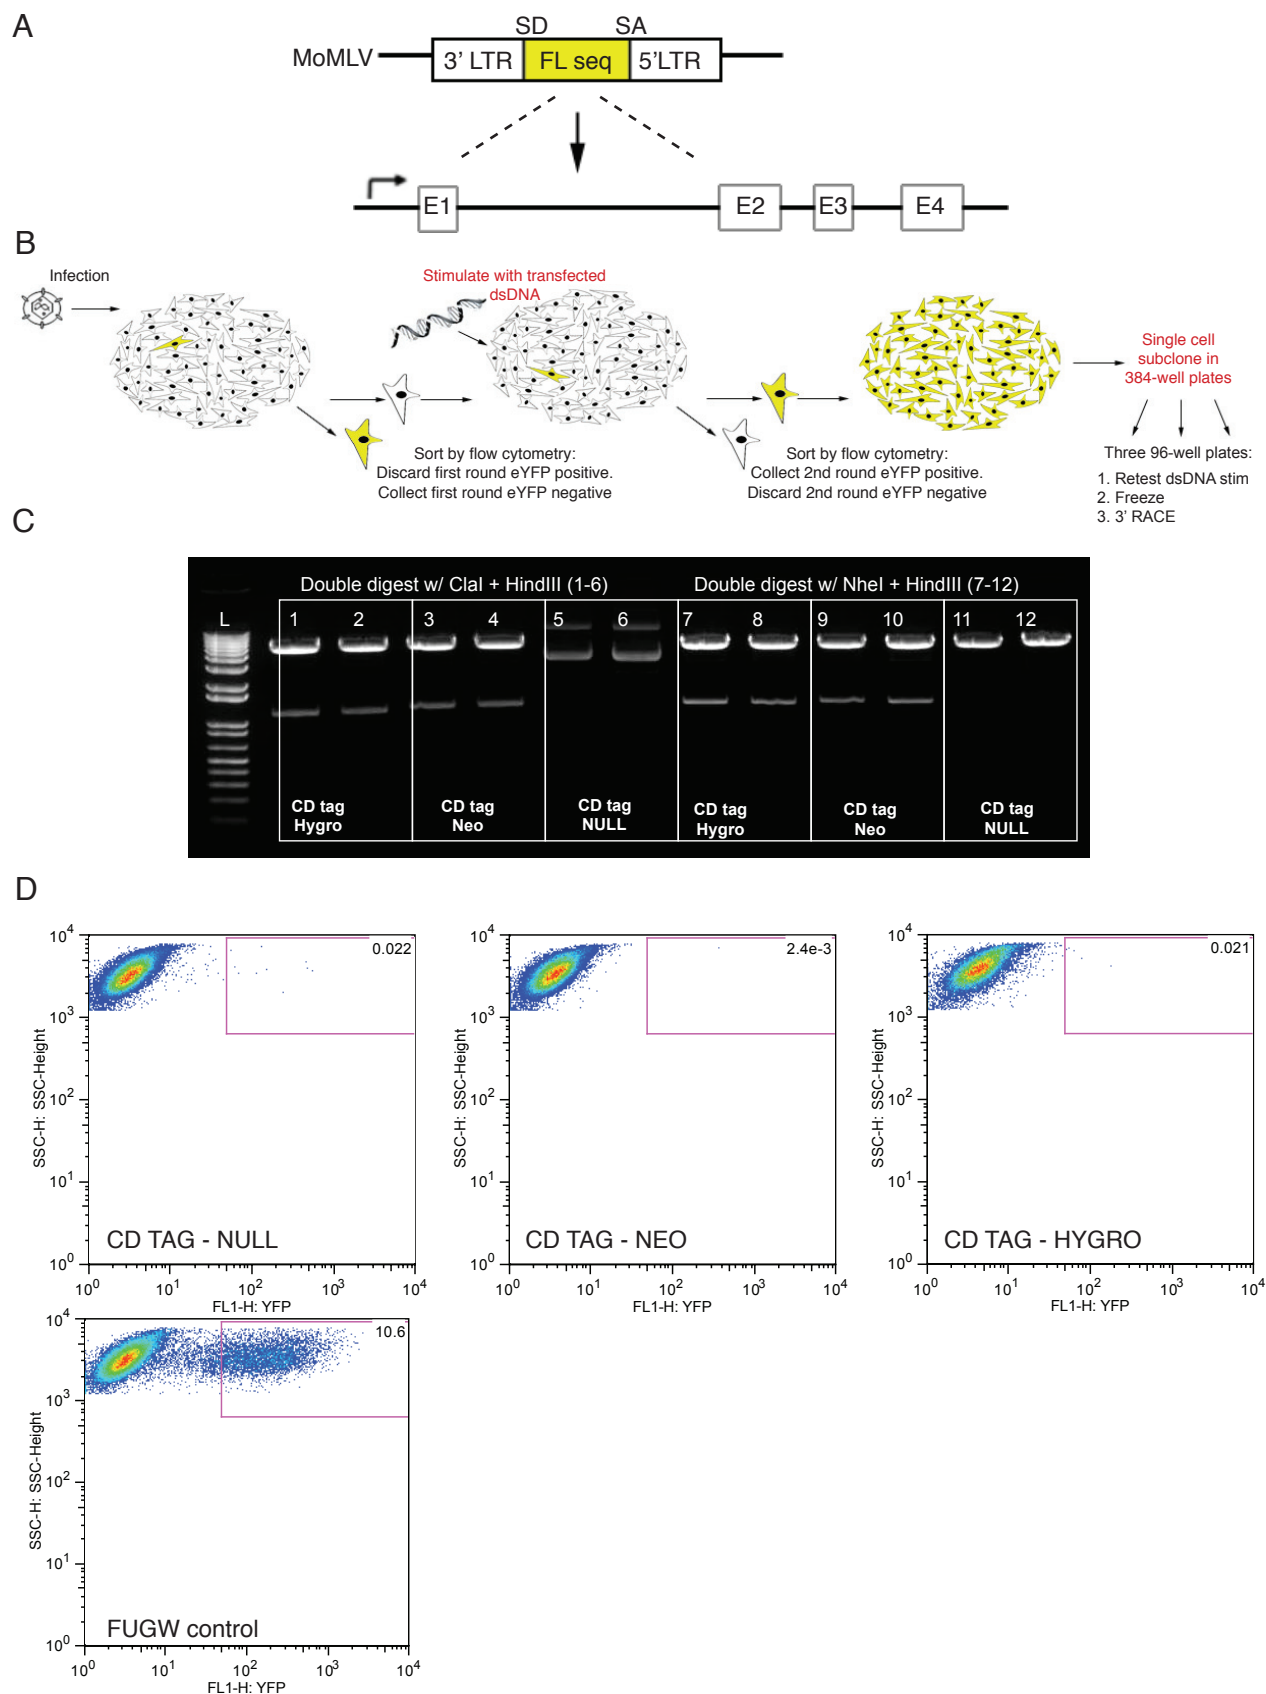 A
SD SA
MoMLV 3' LTR FL seq 5'LTR
E1 E2 E3 E4
B
Infection
Stimulate with transfected
dsDNA
Single cell
subclone in
384-well plates
Sort by flow cytometry:
Discard first round eYFP positive.
Collect first round eYFP negative
Sort by flow cytometry:
Collect 2nd round eYFP positive.
Discard 2nd round eYFP negative
Three 96-well plates:
1. Retest dsDNA stim
2. Freeze
3. 3' RACE
C
Double digest w/ ClaI + HindIII (1-6) Double digest w/ NheI + HindIII (7-12)
L 1 2 3 4 5 6 7 8 9 10 11 12
CD tag
Hygro
CD tag
Neo
CD tag
NULL
CD tag
Hygro
CD tag
Neo
CD tag
NULL
D
10^4
10^3
10^2
10^1
10^0
SSC-H: SSC-Height
0.022
CD TAG - NULL
10^0 10^1 10^2 10^3 10^4
FL1-H: YFP
10^4
10^3
10^2
10^1
10^0
SSC-H: SSC-Height
2.4e-3
CD TAG - NEO
10^0 10^1 10^2 10^3 10^4
FL1-H: YFP
10^4
10^3
10^2
10^1
10^0
SSC-H: SSC-Height
0.021
CD TAG - HYGRO
10^0 10^1 10^2 10^3 10^4
FL1-H: YFP
10^4
10^3
10^2
10^1
10^0
SSC-H: SSC-Height
10.6
FUGW control
10^0 10^1 10^2 10^3 10^4
FL1-H: YFP